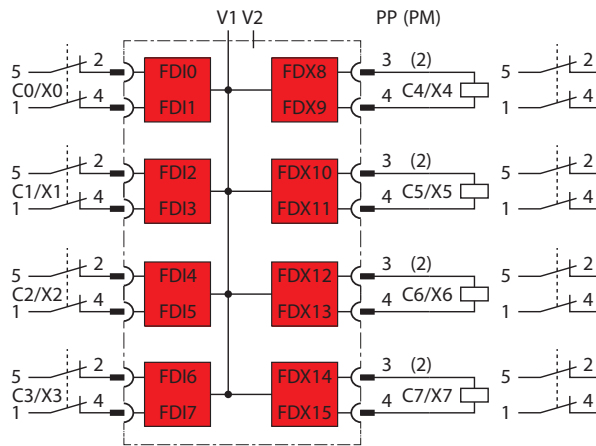 V1 V2 PP (PM)
5 2 FDI0 FDX8 3 (2) 5 2
C0/X0 C4/X4
1 4 FDI1 FDX9 4 1 4
5 2 FDI2 FDX10 3 (2) 5 2
C1/X1 C5/X5
1 4 FDI3 FDX11 4 1 4
5 2 FDI4 FDX12 3 (2) 5 2
C2/X2 C6/X6
1 4 FDI5 FDX13 4 1 4
5 2 FDI6 FDX14 3 (2) 5 2
C3/X3 C7/X7
1 4 FDI7 FDX15 4 1 4